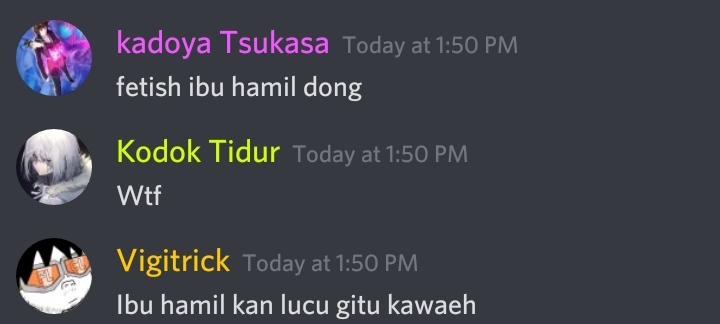 kadoya Tsukasa Today at 1:50 PM
fetish ibu hamil dong
Kodok Tidur Today at 1:50 PM
Wtf
Vigitrick Today at 1:50 PM
Ibu hamil kan lucu gitu kawaeh